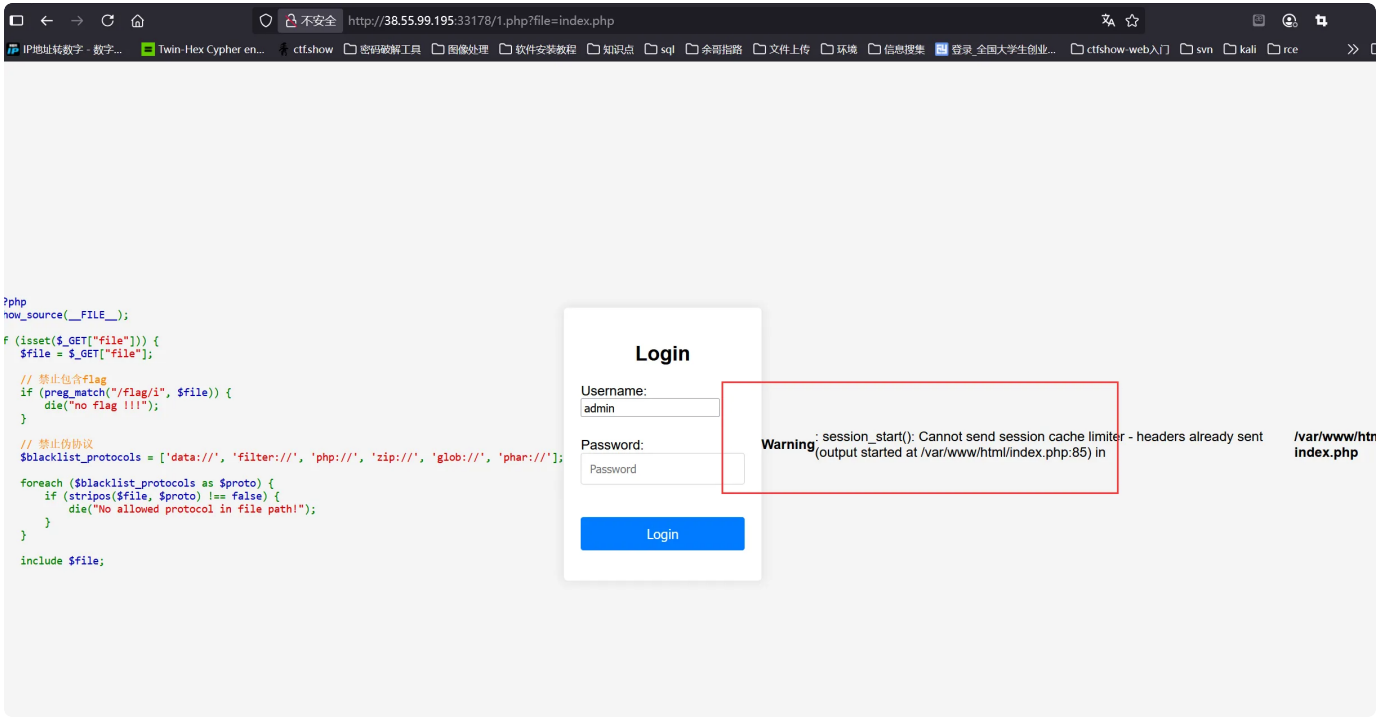 不安全 http://38.55.99.195:33178/1.php?file=index.php
IP地址转数字 - 数字... Twin-Hex Cypher en... ctf.show 密码破解工具 图像处理 软件安装教程 知识点 sql 余哥指路 文件上传 环境 信息搜集 登录_全国大学生创业... ctfshow-web入门 svn kali rce
?php
how_source(__FILE__);
f (isset($_GET["file"])) {
$file = $_GET["file"];
// 禁止包含flag
if (preg_match("/flag/i", $file)) {
die("no flag !!!");
}
// 禁止伪协议
$blacklist_protocols = ['data://', 'filter://', 'php://', 'zip://', 'glob://', 'phar://'];
foreach ($blacklist_protocols as $proto) {
if (stripos($file, $proto) !== false) {
die("No allowed protocol in file path!");
}
}
include $file;
Login
Username:
admin
Password:
Password
Login
Warning
: session_start(): Cannot send session cache limiter - headers already sent
(output started at /var/www/html/index.php:85) in
/var/www/htm
index.php